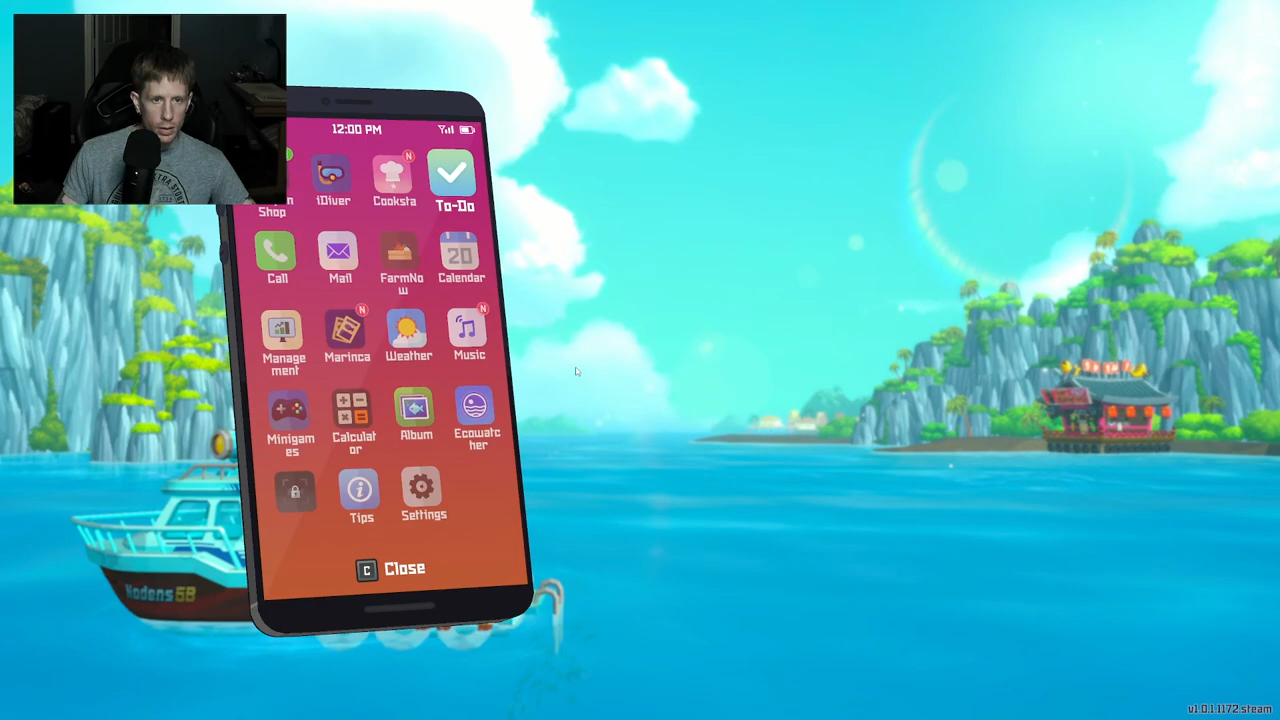 12:00 PM
N
iDiver
Cooksta
To-Do
Shop
20
Call
Mail
FarmNo
w
Calendar
N
N
Manage
ment
Marinca
Weather
Music
Minigam
es
Calculat
or
Album
Ecowatc
her
Tips
Settings
C Close
Nodens 68
v1.0.1.1172.steam